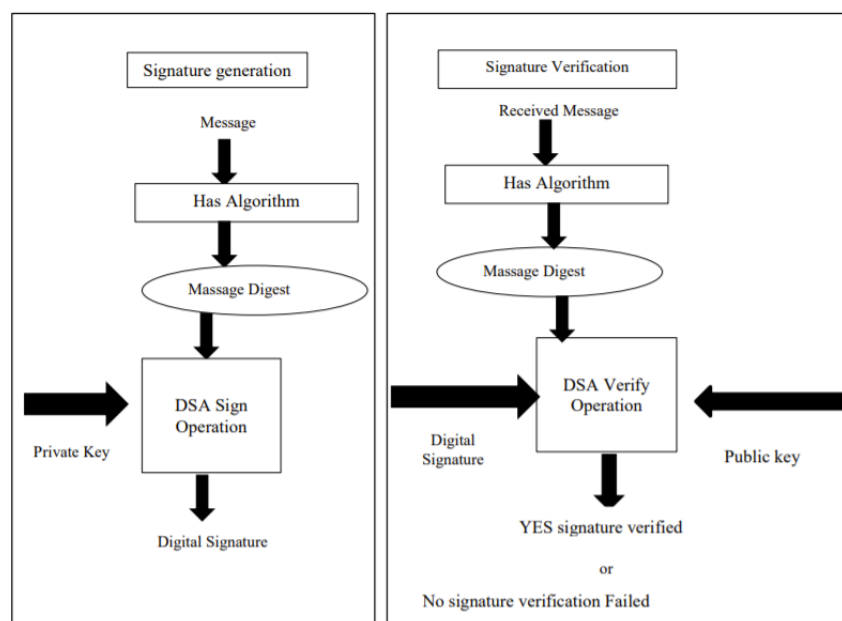 Signature generation
Message
Has Algorithm
Massage Digest
DSA Sign
Operation
Private Key
Digital Signature
Signature Verification
Received Message
Has Algorithm
Massage Digest
DSA Verify
Operation
Digital
Signature
Public key
YES signature verified
or
No signature verification Failed